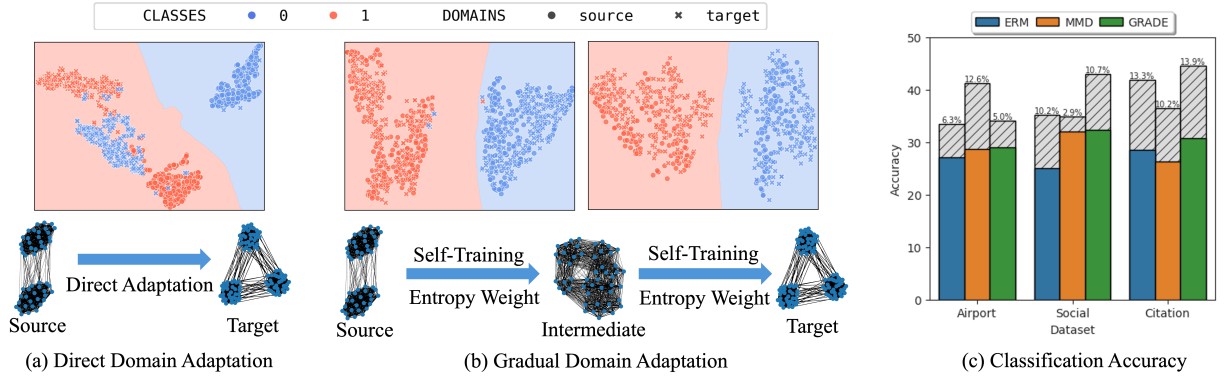 CLASSES 0 1 DOMAINS source target
Direct Adaptation
Source Target
(a) Direct Domain Adaptation
Self-Training Self-Training
Entropy Weight Entropy Weight
Source Intermediate Target
(b) Gradual Domain Adaptation
ERM MMD GRADE
50
40
30
20
10
0
Accuracy
6.3% 12.6% 5.0%
10.2% 2.9% 10.7%
13.3% 10.2% 13.9%
Airport Social Citation
Dataset
(c) Classification Accuracy